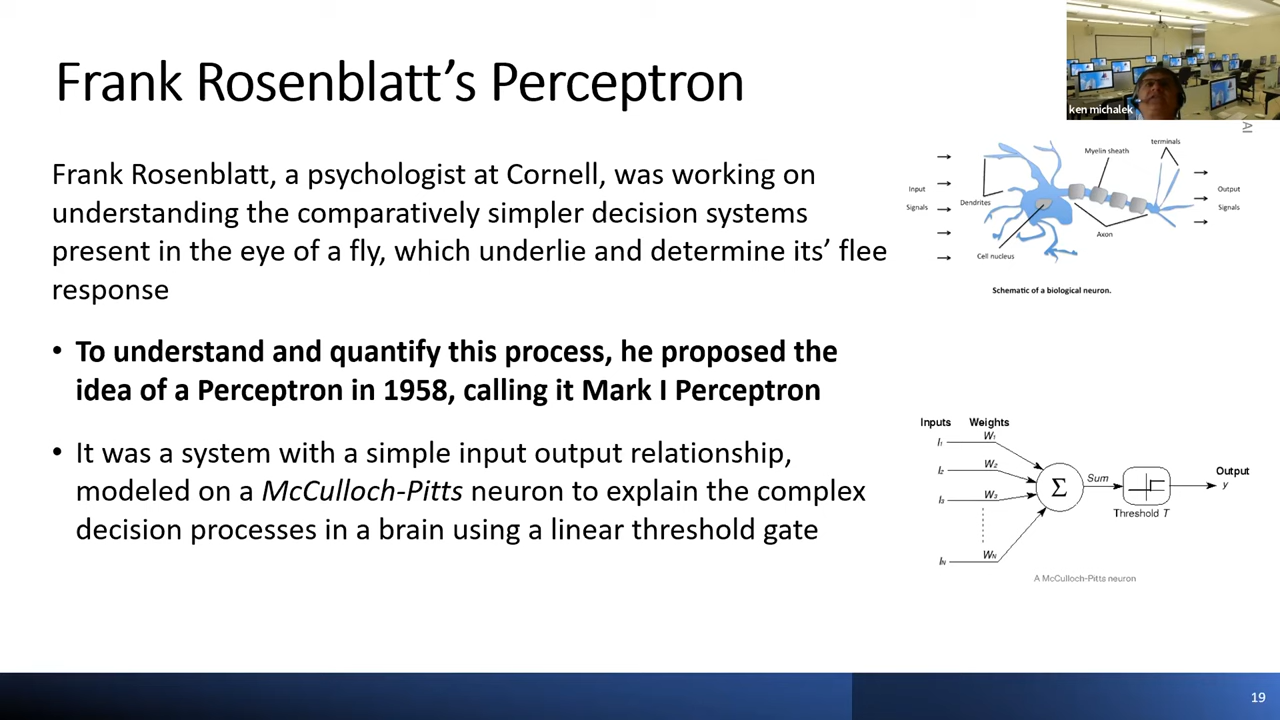 Frank Rosenblatt's Perceptron
ken michalek
AI
Frank Rosenblatt, a psychologist at Cornell, was working on
understanding the comparatively simpler decision systems
present in the eye of a fly, which underlie and determine its' flee
response
• To understand and quantify this process, he proposed the
idea of a Perceptron in 1958, calling it Mark I Perceptron
• It was a system with a simple input output relationship,
modeled on a McCulloch-Pitts neuron to explain the complex
decision processes in a brain using a linear threshold gate
terminals
Myelin sheath
Input
Signals
Dendrites
Output
Signals
Axon
Cell nucleus
Schematic of a biological neuron.
Inputs Weights
I₁ W₁
I₂ W₂
I₃ W₃
Σ
Sum
Output
y
Threshold T
Iₙ Wₙ
A McCulloch-Pitts neuron
19